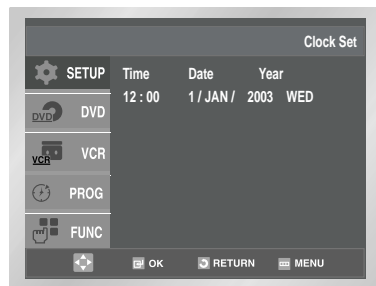 Clock Set
SETUP
Time Date Year
12 : 00 1 / JAN / 2003 WED
DVD DVD
VCR VCR
PROG
FUNC
OK RETURN MENU